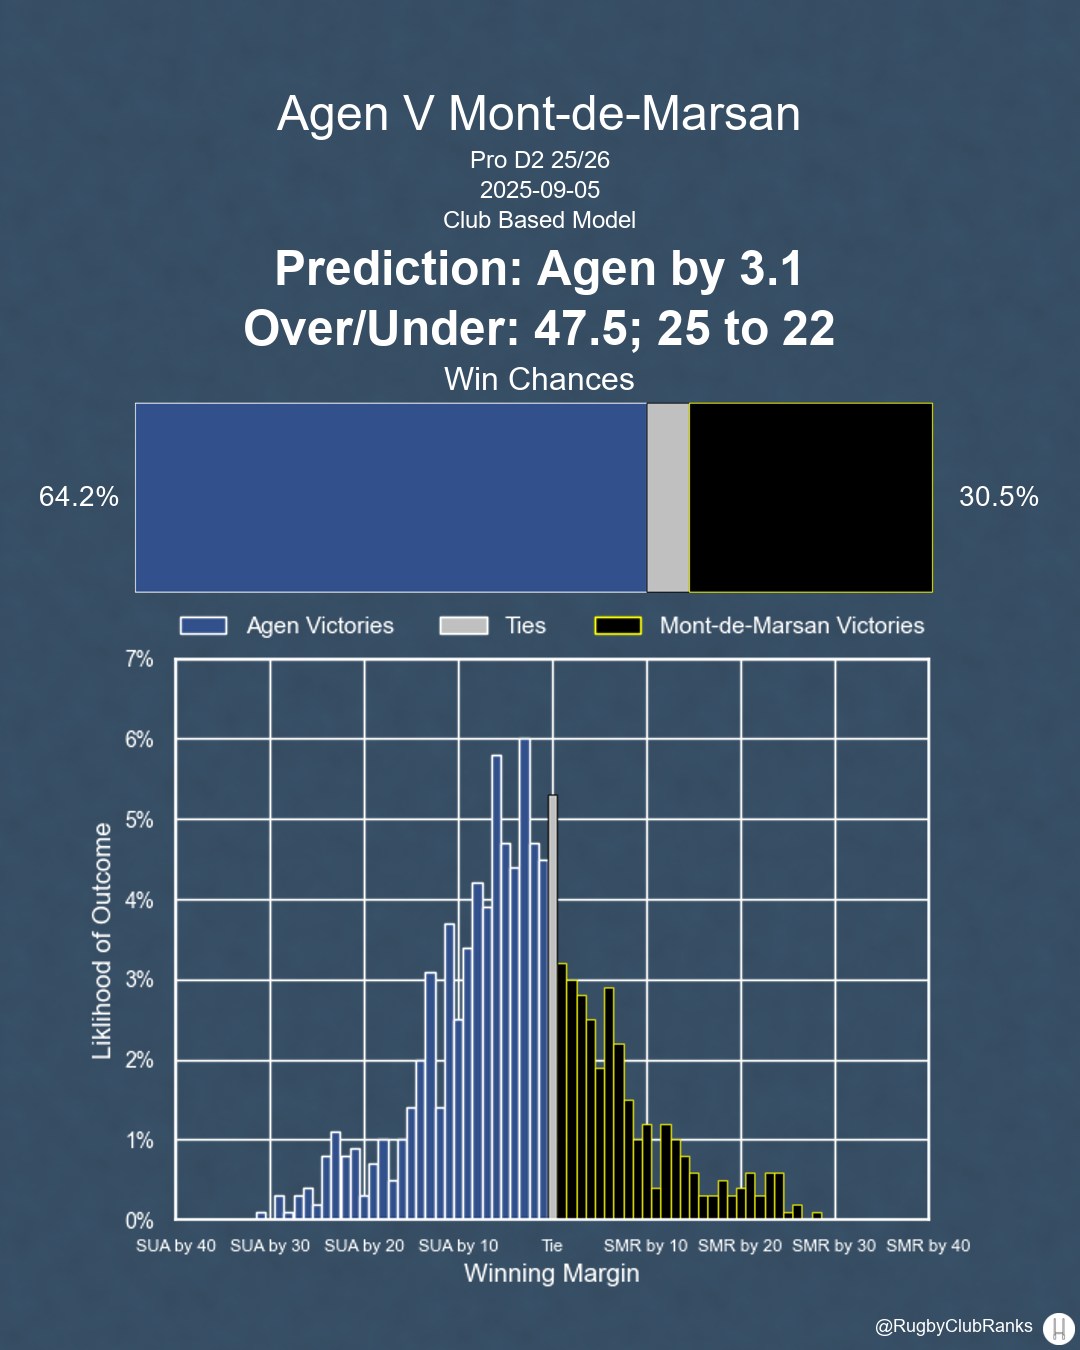 Agen V Mont-de-Marsan
Pro D2 25/26
2025-09-05
Club Based Model
Prediction: Agen by 3.1
Over/Under: 47.5; 25 to 22
Win Chances
64.2%
30.5%
Agen Victories
Ties
Mont-de-Marsan Victories
7%
6%
5%
4%
3%
2%
1%
0%
Liklihood of Outcome
SUA by 40 SUA by 30 SUA by 20 SUA by 10 Tie SMR by 10 SMR by 20 SMR by 30 SMR by 40
Winning Margin
@RugbyClubRanks